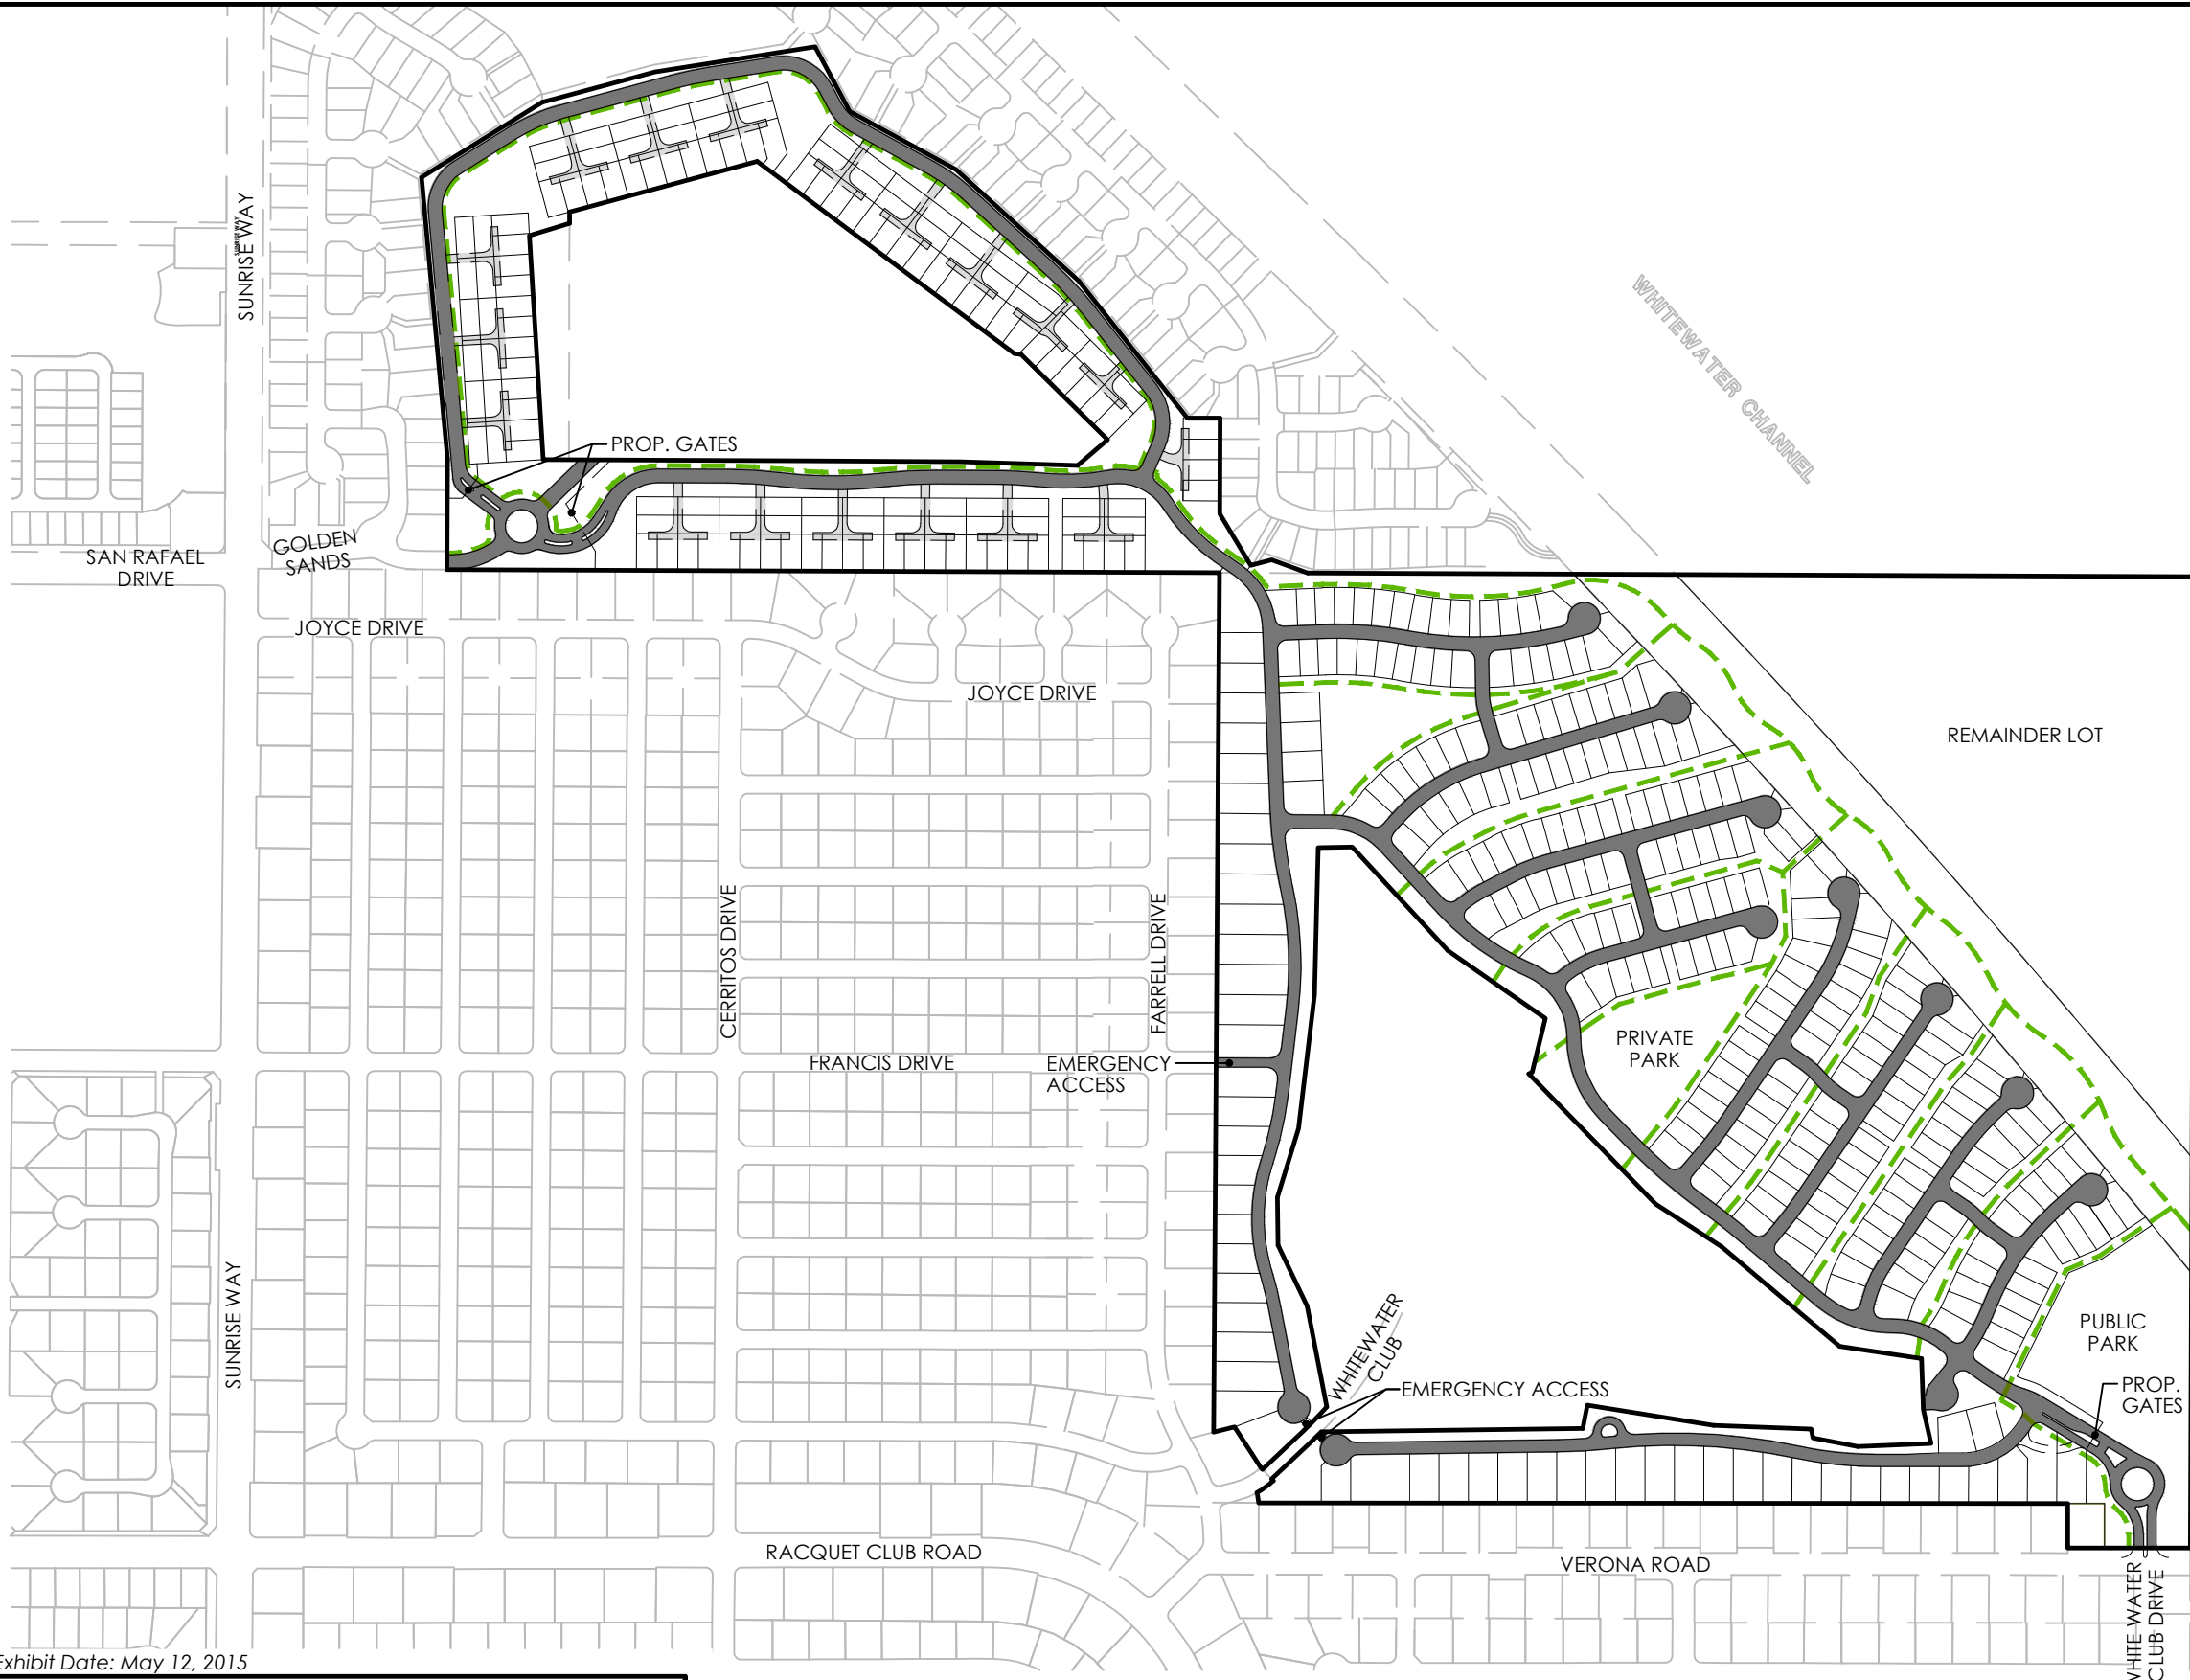 SUNRISE WAY
WHITEWATER CHANNEL
PROP. GATES
SAN RAFAEL
DRIVE
GOLDEN
SANDS
JOYCE DRIVE
JOYCE DRIVE
REMAINDER LOT
CERRITOS DRIVE
FARRELL DRIVE
PRIVATE
PARK
FRANCIS DRIVE
EMERGENCY
ACCESS
SUNRISE WAY
WHITEWATER
CLUB
EMERGENCY ACCESS
PUBLIC
PARK
PROP.
GATES
RACQUET CLUB ROAD
VERONA ROAD
WHITE WATER
CLUB DRIVE
Exhibit Date: May 12, 2015